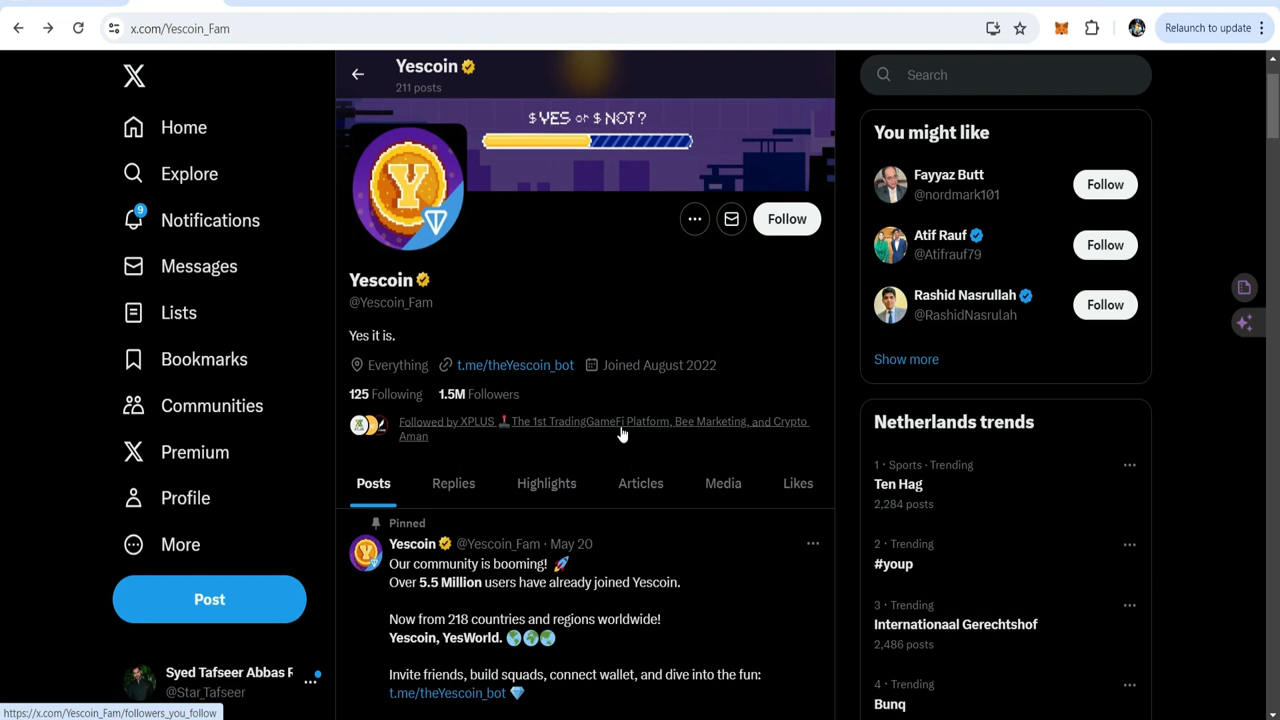 x.com/Yescoin_Fam
Relaunch to update
Home
Explore
9
Notifications
Messages
Lists
Bookmarks
Communities
Premium
Profile
More
Post
Syed Tafseer Abbas R
@Star_Tafseer
https://x.com/Yescoin_Fam/followers_you_follow
Yescoin
211 posts
$YES or $NOT?
Y
Follow
Yescoin
@Yescoin_Fam
Yes it is.
Everything t.me/theYescoin_bot Joined August 2022
125 Following 1.5M Followers
Followed by XPLUS 🕹️The 1st TradingGameFi Platform, Bee Marketing, and Crypto
Aman
Posts Replies Highlights Articles Media Likes
Pinned
Yescoin @Yescoin_Fam · May 20
Our community is booming! 🚀
Over 5.5 Million users have already joined Yescoin.
Now from 218 countries and regions worldwide!
Yescoin, YesWorld. 🌍🌍🌍
Invite friends, build squads, connect wallet, and dive into the fun:
t.me/theYescoin_bot 💎
Search
You might like
Fayyaz Butt
@nordmark101
Follow
Atif Rauf
@Atifrauf79
Follow
Rashid Nasrullah
@RashidNasrulah
Follow
Show more
Netherlands trends
1 · Sports · Trending
Ten Hag
2,284 posts
2 · Trending
#youp
3 · Trending
Internationaal Gerechtshof
2,486 posts
4 · Trending
Bunq